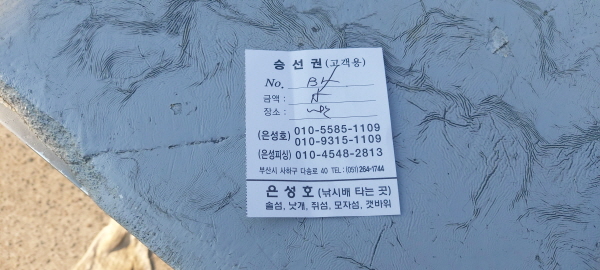 승선권(고객용)
No.
금액 :
장소 :
(은성호) 010-5585-1109
010-9315-1109
(은성피싱) 010-4548-2813
부산시 사하구 다송로 40 TEL : (051)264-1744
은성호 (낚시배 타는 곳)
솔섬, 낫개, 쥐섬, 모자섬, 갯바위